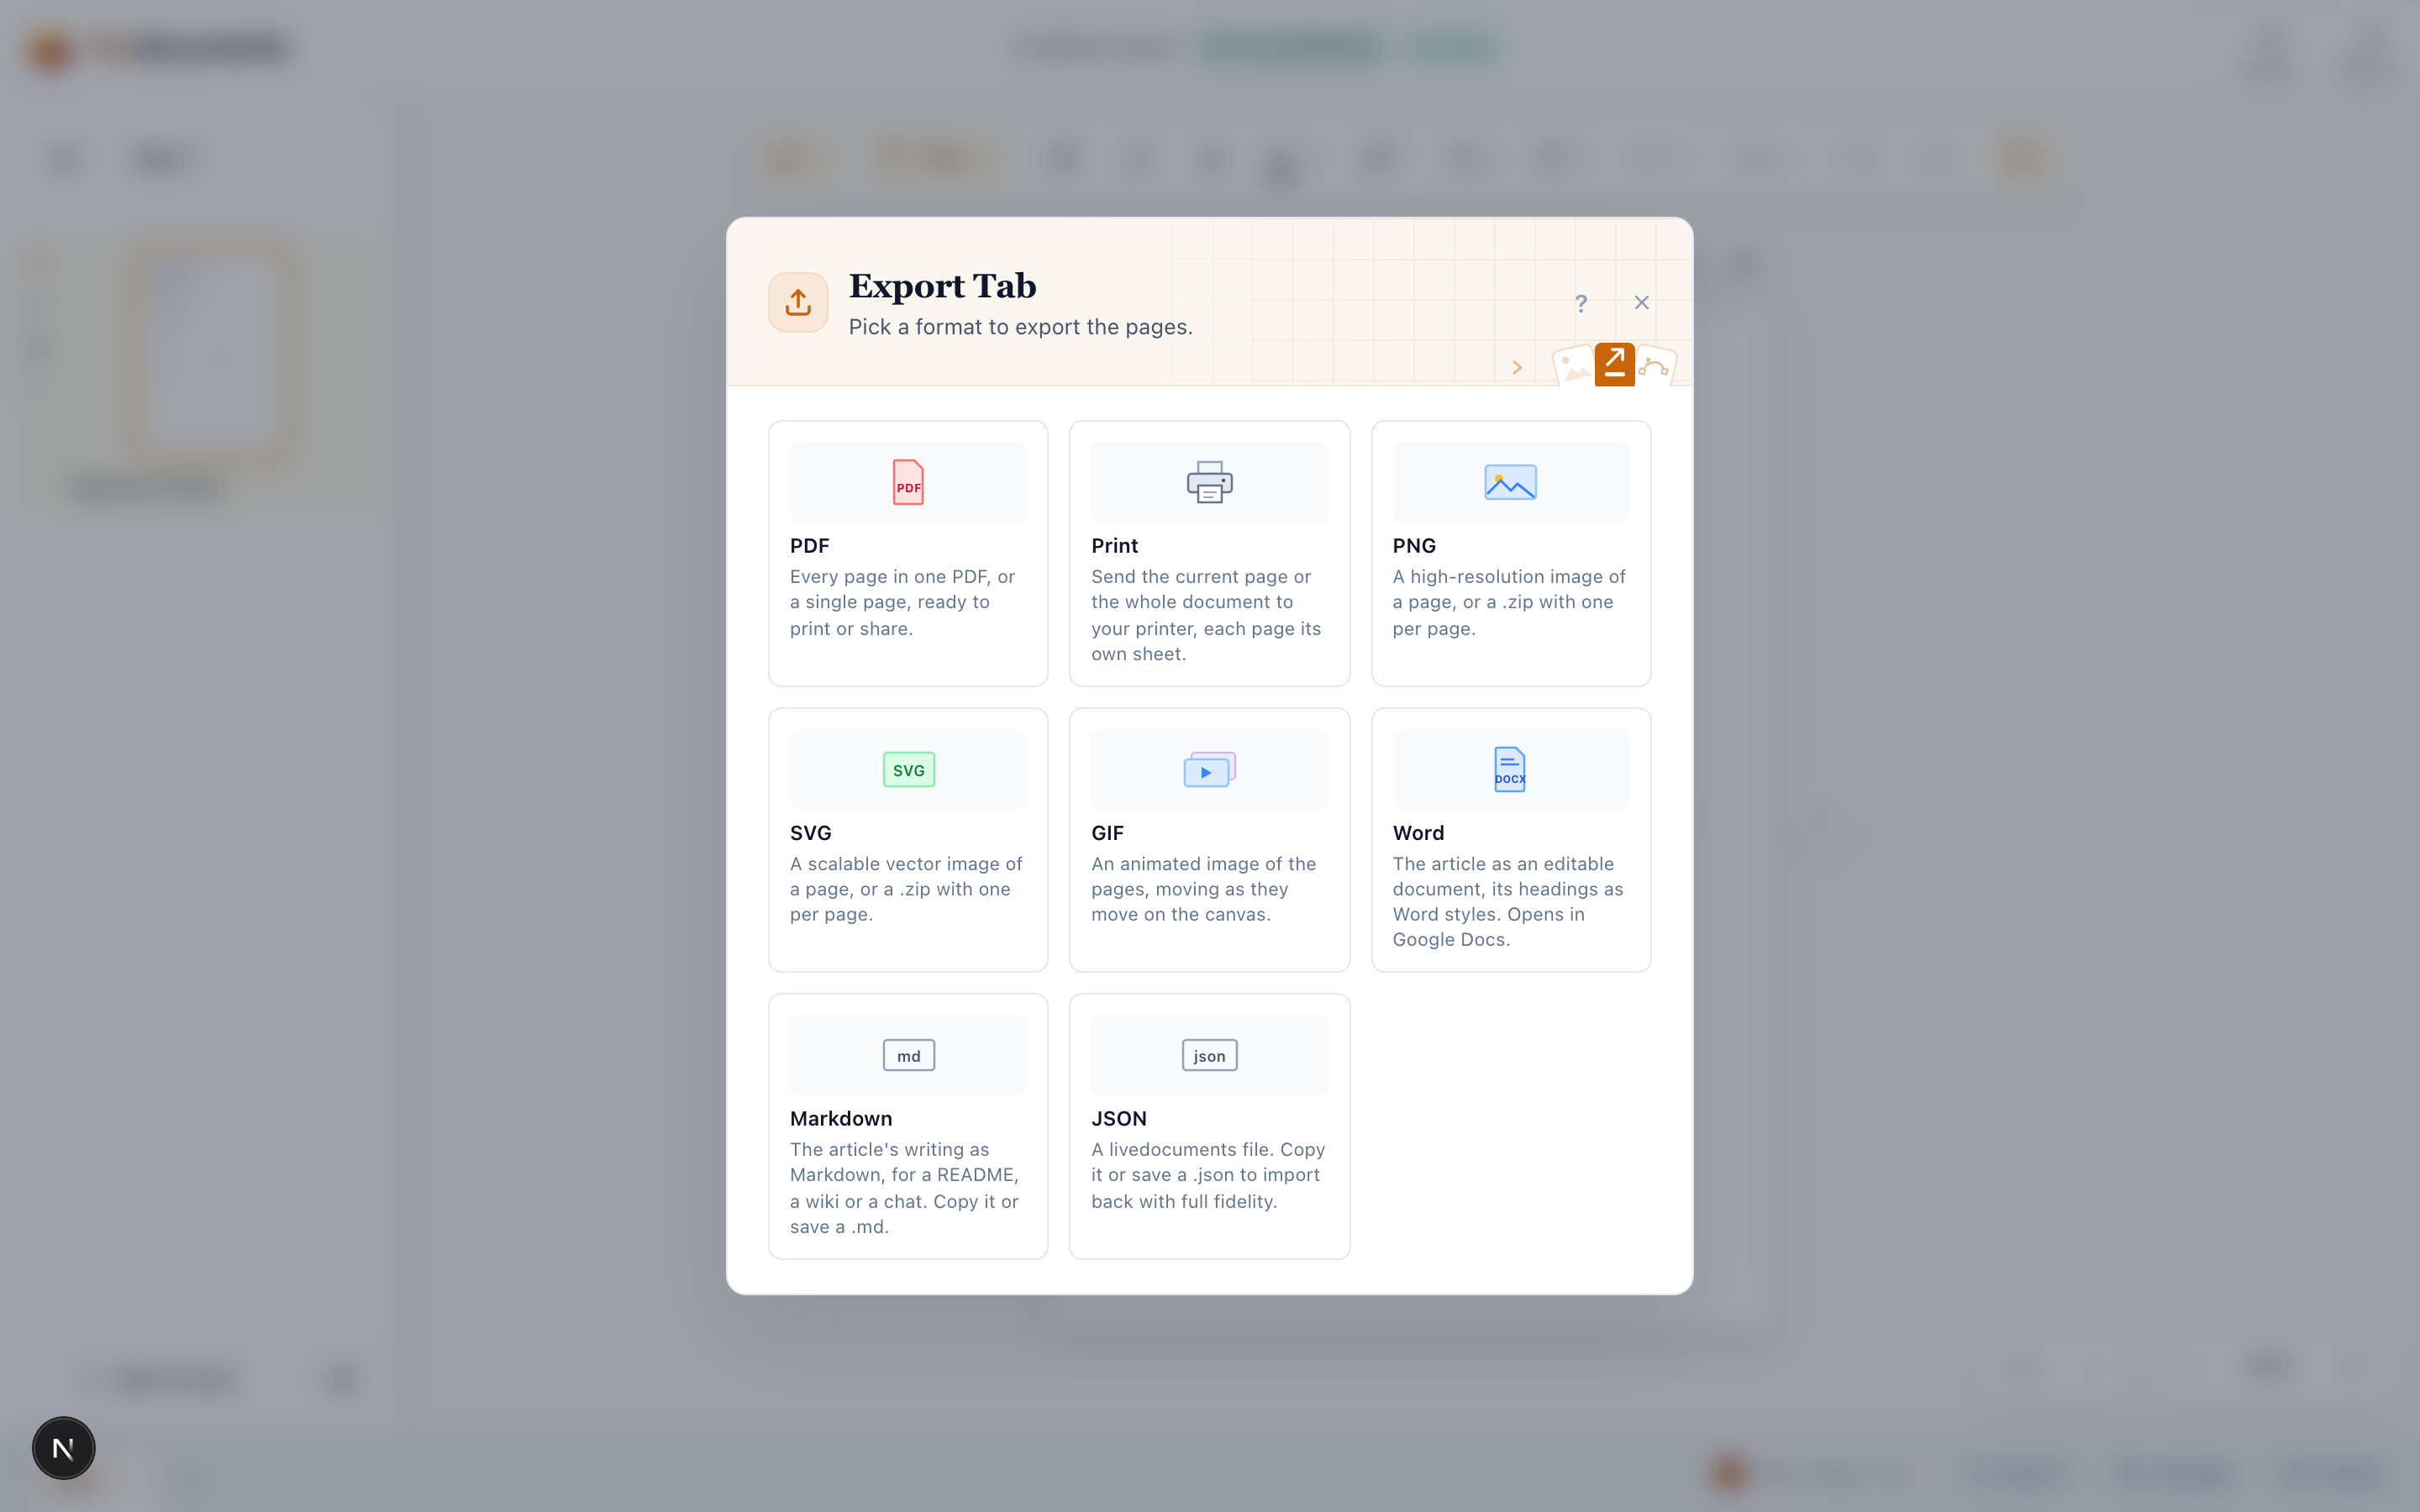 Export Tab
Pick a format to export the pages.
?
PDF
PDF
Every page in one PDF, or
a single page, ready to
print or share.
Print
Send the current page or
the whole document to
your printer, each page its
own sheet.
PNG
A high-resolution image of
a page, or a .zip with one
per page.
SVG
SVG
A scalable vector image of
a page, or a .zip with one
per page.
GIF
An animated image of the
pages, moving as they
move on the canvas.
DOCX
Word
The article as an editable
document, its headings as
Word styles. Opens in
Google Docs.
md
Markdown
The article's writing as
Markdown, for a README,
a wiki or a chat. Copy it or
save a .md.
json
JSON
A livedocuments file. Copy
it or save a .json to import
back with full fidelity.
N